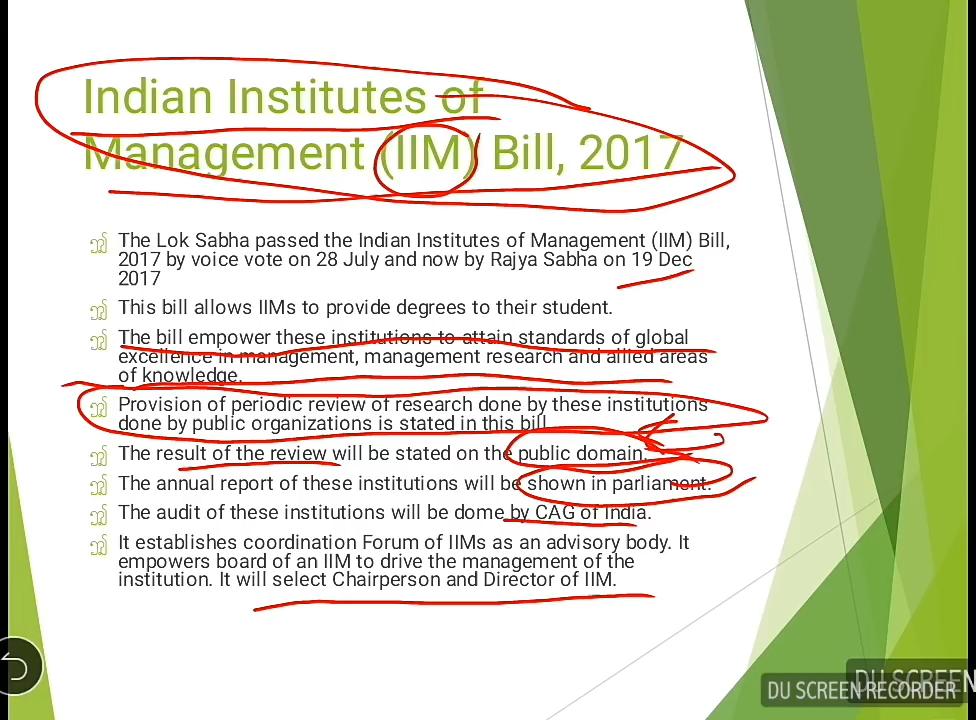 Indian Institutes of
Management (IIM) Bill, 2017
The Lok Sabha passed the Indian Institutes of Management (IIM) Bill,
2017 by voice vote on 28 July and now by Rajya Sabha on 19 Dec
2017
This bill allows IIMs to provide degrees to their student.
The bill empower these institutions to attain standards of global
excellence in management, management research and allied areas
of knowledge.
Provision of periodic review of research done by these institutions
done by public organizations is stated in this bill
The result of the review will be stated on the public domain.
The annual report of these institutions will be shown in parliament.
The audit of these institutions will be dome by CAG of India.
It establishes coordination Forum of IIMs as an advisory body. It
empowers board of an IIM to drive the management of the
institution. It will select Chairperson and Director of IIM.
DU SCREEN
DU SCREEN RECORDER